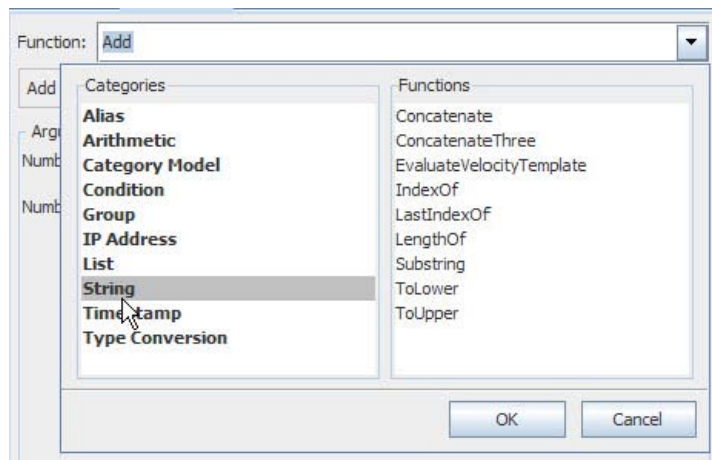 Function: Add
Add
Categories
Alias
Arithmetic
Category Model
Condition
Group
IP Address
List
String
Timestamp
Type Conversion
Functions
Concatenate
ConcatenateThree
EvaluateVelocityTemplate
IndexOf
LastIndexOf
LengthOf
Substring
ToLower
ToUpper
Argu
Numb
Numb
OK Cancel